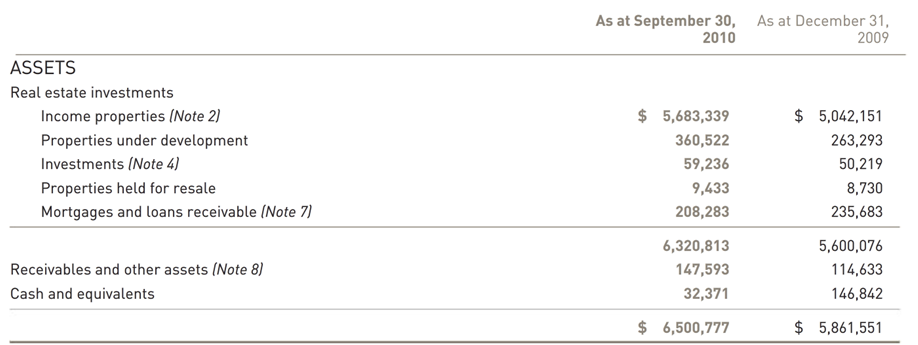 As at September 30, As at December 31,
2010 2009
ASSETS
Real estate investments
Income properties (Note 2) $ 5,683,339 $ 5,042,151
Properties under development 360,522 263,293
Investments (Note 4) 59,236 50,219
Properties held for resale 9,433 8,730
Mortgages and loans receivable (Note 7) 208,283 235,683
6,320,813 5,600,076
Receivables and other assets (Note 8) 147,593 114,633
Cash and equivalents 32,371 146,842
$ 6,500,777 $ 5,861,551